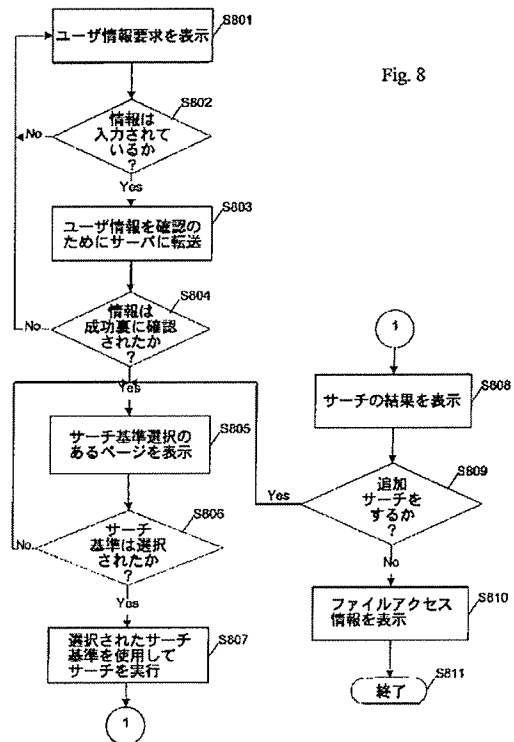 S801
ユーザ情報要求を表示
Fig. 8
S802
情報は
入力されて
いるか
?
No
Yes
S803
ユーザ情報を確認の
ためにサーバに転送
S804
情報は
成功裏に確認
されたか
?
No
Yes
S805
サーチ基準選択の
あるページを表示
S806
サーチ
基準は選択
されたか
?
No
Yes
S807
選択されたサーチ
基準を使用して
サーチを実行
1
1
S808
サーチの結果を表示
S809
追加
サーチを
するか
?
Yes
No
S810
ファイルアクセス
情報を表示
S811
終了